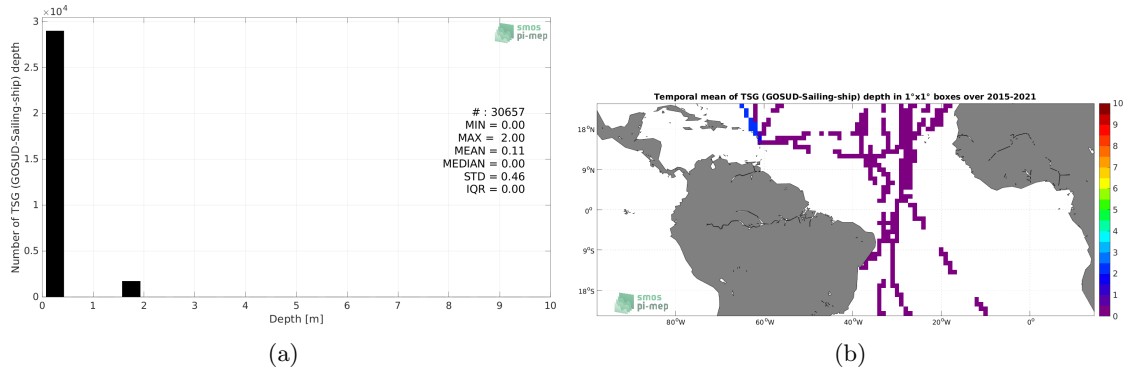 ×10⁴
3
2.5
2
1.5
1
0.5
0
0 1 2 3 4 5 6 7 8 9 10
Depth [m]
Number of TSG (GOSUD-Sailing-ship) depth
smos
pi-mep
# : 30657
MIN = 0.00
MAX = 2.00
MEAN = 0.11
MEDIAN = 0.00
STD = 0.46
IQR = 0.00
(a)
Temporal mean of TSG (GOSUD-Sailing-ship) depth in 1°x1° boxes over 2015-2021
18°N
9°N
0°
9°S
18°S
80°W 60°W 40°W 20°W 0°
smos
pi-mep
10
9
8
7
6
5
4
3
2
1
0
(b)